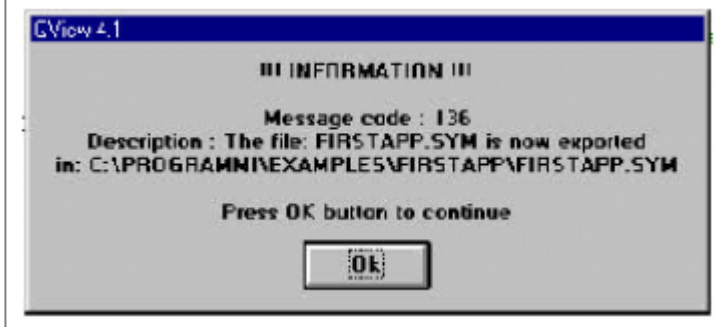 GView 4.1
!!! INFORMATION !!!
Message code : 136
Description : The file: FIRSTAPP.SYM is now exported
in: C:\PROGRAMMI\EXAMPLES\FIRSTAPP\FIRSTAPP.SYM
Press OK button to continue
Ok